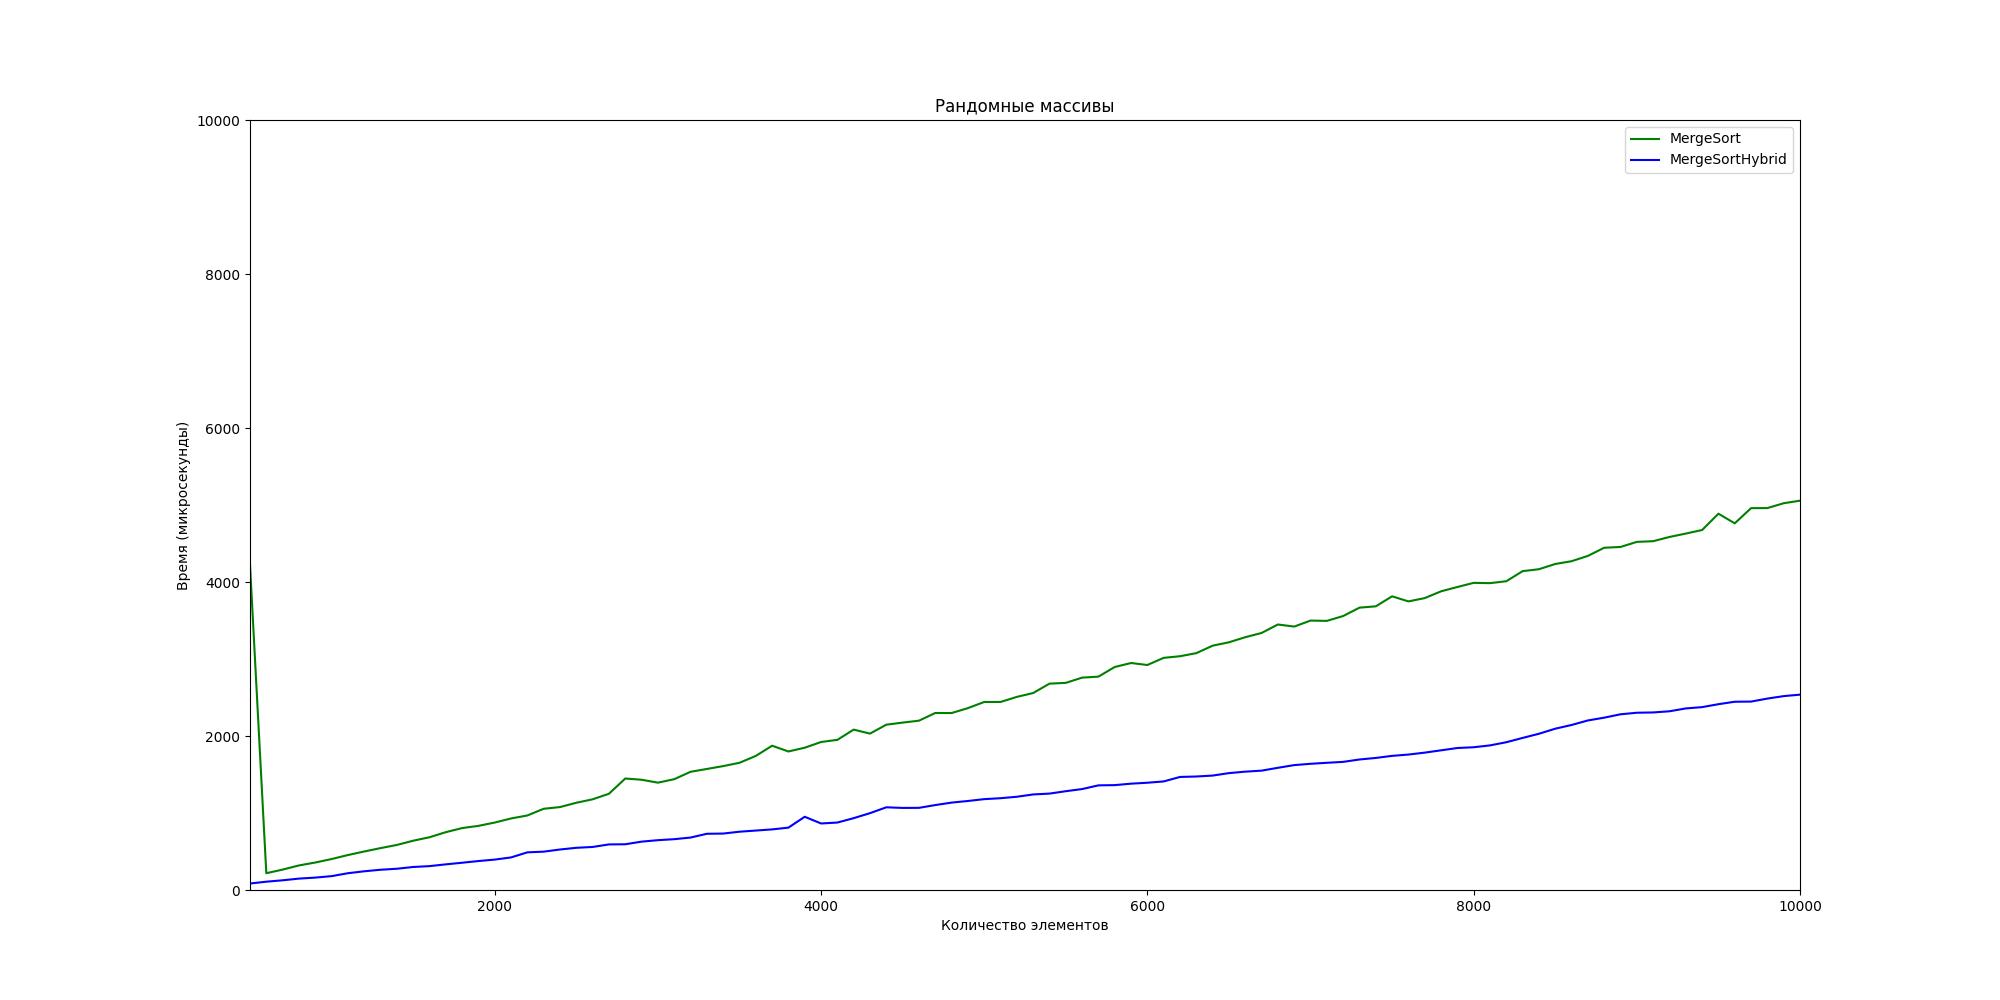 Рандомные массивы
MergeSort
MergeSortHybrid
10000
8000
6000
4000
2000
0
Время (микросекунды)
2000
4000
6000
8000
10000
Количество элементов